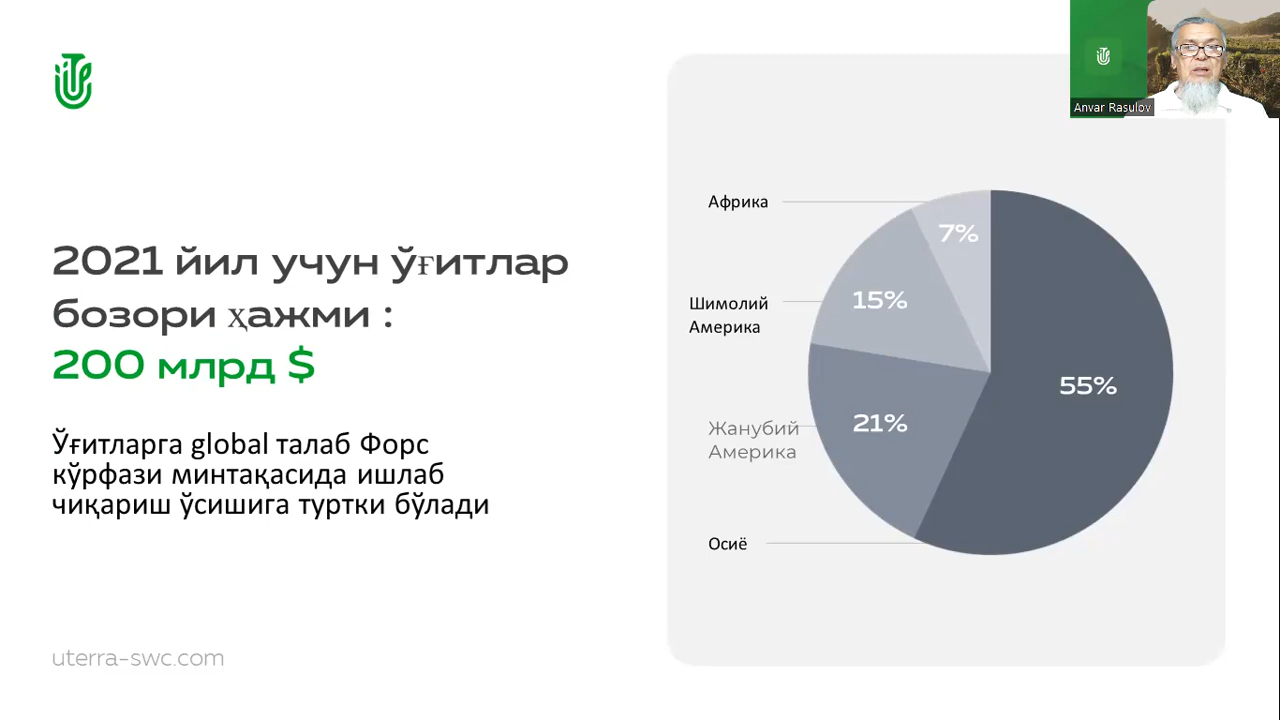 Anvar Rasulov
2021 йил учун ўғитлар
бозори ҳажми :
200 млрд $
Ўғитларга global талаб Форс
кўрфази минтақасида ишлаб
чиқариш ўсишига туртки бўлади
uterra-swc.com
Африка
7%
Шимолий
Америка
15%
55%
Жанубий
Америка
21%
Осиё